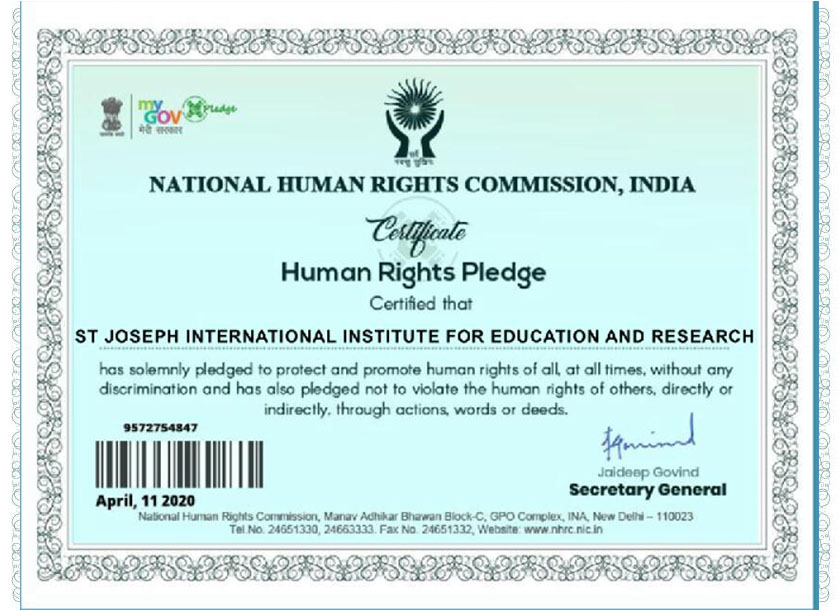 my
GOV
मेरी सरकार
Pledge
NATIONAL HUMAN RIGHTS COMMISSION, INDIA
Certificate
Human Rights Pledge
Certified that
ST JOSEPH INTERNATIONAL INSTITUTE FOR EDUCATION AND RESEARCH
has solemnly pledged to protect and promote human rights of all, at all times, without any
discrimination and has also pledged not to violate the human rights of others, directly or
indirectly, through actions, words or deeds.
9572754847
April, 11 2020
Jaideep Govind
Secretary General
National Human Rights Commission, Manav Adhikar Bhawan Block-C, GPO Complex, INA, New Delhi – 110023
Tel.No. 24651330, 24663333. Fax No. 24651332, Website: www.nhrc.nic.in